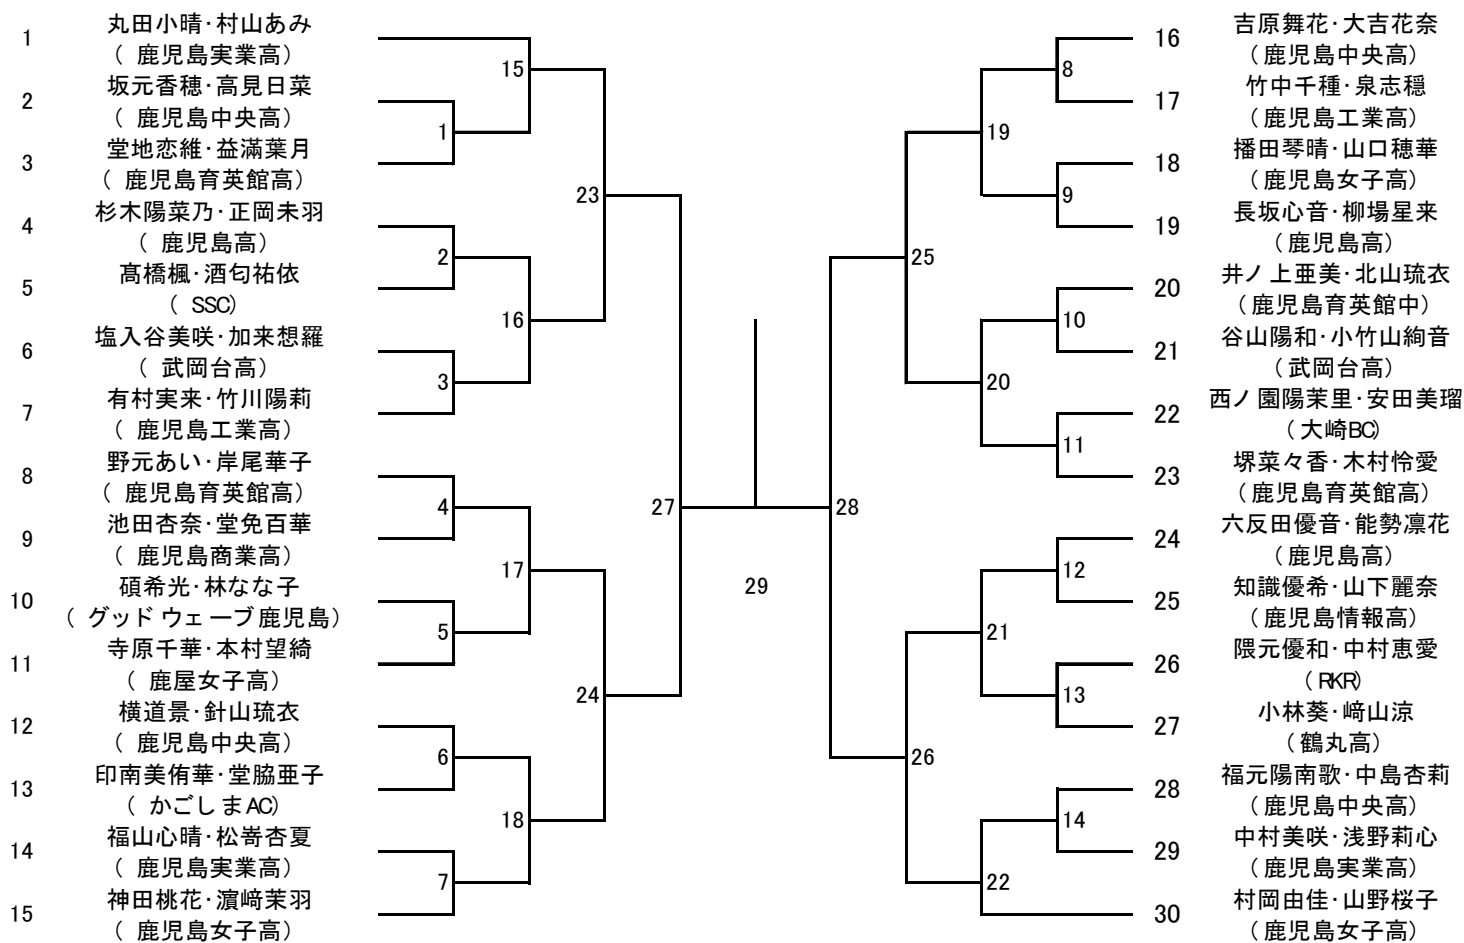 1
丸田小晴・村山あみ
(鹿児島実業高)
2
坂元香穂・高見日菜
(鹿児島中央高)
3
堂地恋維・益滿葉月
(鹿児島育英館高)
4
杉木陽菜乃・正岡未羽
(鹿児島高)
5
髙橋楓・酒匂祐依
(SSC)
6
塩入谷美咲・加来想羅
(武岡台高)
7
有村実来・竹川陽莉
(鹿児島工業高)
8
野元あい・岸尾華子
(鹿児島育英館高)
9
池田杏奈・堂免百華
(鹿児島商業高)
10
碩希光・林なな子
(グッドウェーブ鹿児島)
11
寺原千華・本村望綺
(鹿屋女子高)
12
横道景・針山琉衣
(鹿児島中央高)
13
印南美侑華・堂脇亜子
(かごしまAC)
14
福山心晴・松嵜杏夏
(鹿児島実業高)
15
神田桃花・濵﨑茉羽
(鹿児島女子高)
15
1
23
2
16
3
27
4
17
5
24
6
18
7
29
8
19
9
25
10
20
11
28
12
21
13
26
14
22
16
吉原舞花・大吉花奈
(鹿児島中央高)
17
竹中千種・泉志穏
(鹿児島工業高)
18
播田琴晴・山口穂華
(鹿児島女子高)
19
長坂心音・柳場星来
(鹿児島高)
20
井ノ上亜美・北山琉衣
(鹿児島育英館中)
21
谷山陽和・小竹山絢音
(武岡台高)
22
西ノ園陽茉里・安田美瑠
(大崎BC)
23
堺菜々香・木村怜愛
(鹿児島育英館高)
24
六反田優音・能勢凛花
(鹿児島高)
25
知識優希・山下麗奈
(鹿児島情報高)
26
隈元優和・中村恵愛
(RKR)
27
小林葵・﨑山涼
(鶴丸高)
28
福元陽南歌・中島杏莉
(鹿児島中央高)
29
中村美咲・浅野莉心
(鹿児島実業高)
30
村岡由佳・山野桜子
(鹿児島女子高)